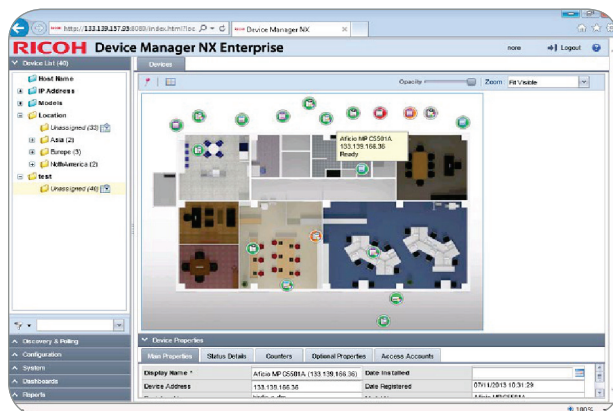 http://133.139.157.93:8080/index.html?loc
Device Manager NX
RICOH Device Manager NX Enterprise
Logout
Device List (40)
Devices
Opacity
Zoom
Fit Visible
Host Name
IP Address
Models
Location
Unassigned (33)
Asia (2)
Europe (3)
NothAmerica (2)
test
Unassigned (40)
Aficio MP C5501A
133.139.166.36
Ready
Discovery & Polling
Configuration
System
Dashboards
Reports
Device Properties
Main Properties
Status Details
Counters
Optional Properties
Access Accounts
Display Name *
Aficio MP C5501A (133.139.166.36)
Date Installed
Device Address
133.139.166.36
Date Registered
07/11/2013 10:31:29
100%